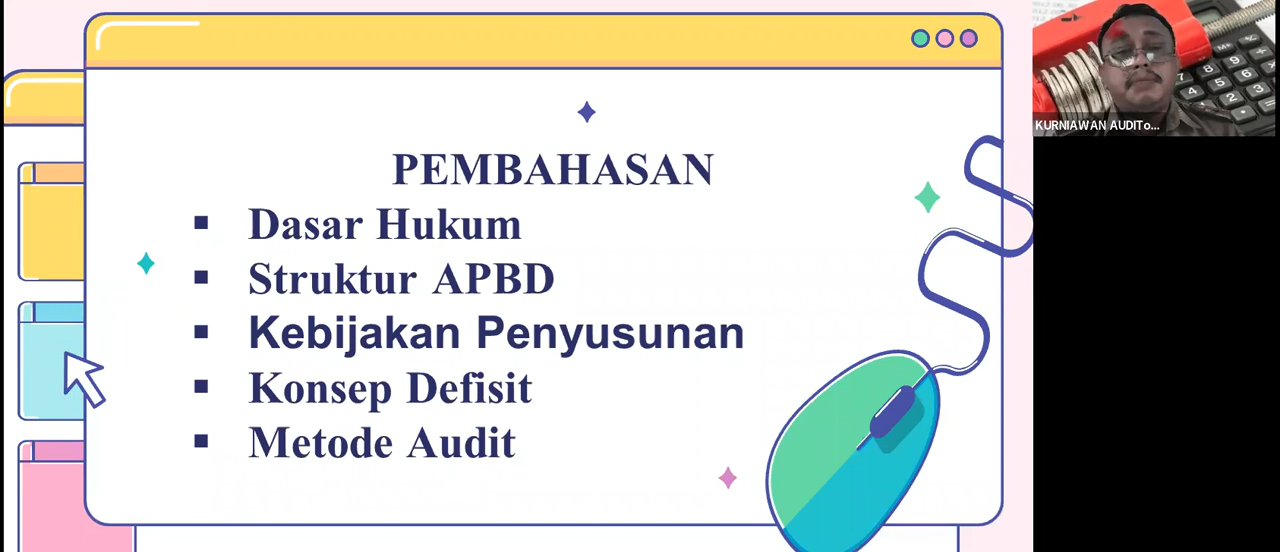 PEMBAHASAN
▪ Dasar Hukum
▪ Struktur APBD
▪ Kebijakan Penyusunan
▪ Konsep Defisit
▪ Metode Audit
KURNIAWAN AUDITo...